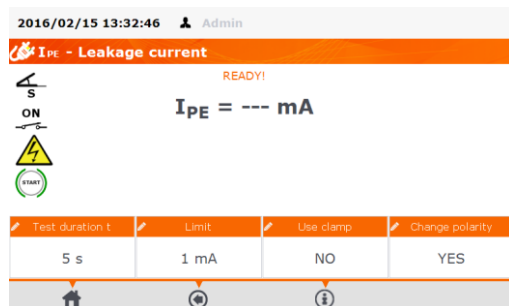 2016/02/15 13:32:46 Admin
IPE - Leakage current
READY!
S
IPE = --- mA
ON
START
Test duration t Limit Use clamp Change polarity
5 s 1 mA NO YES